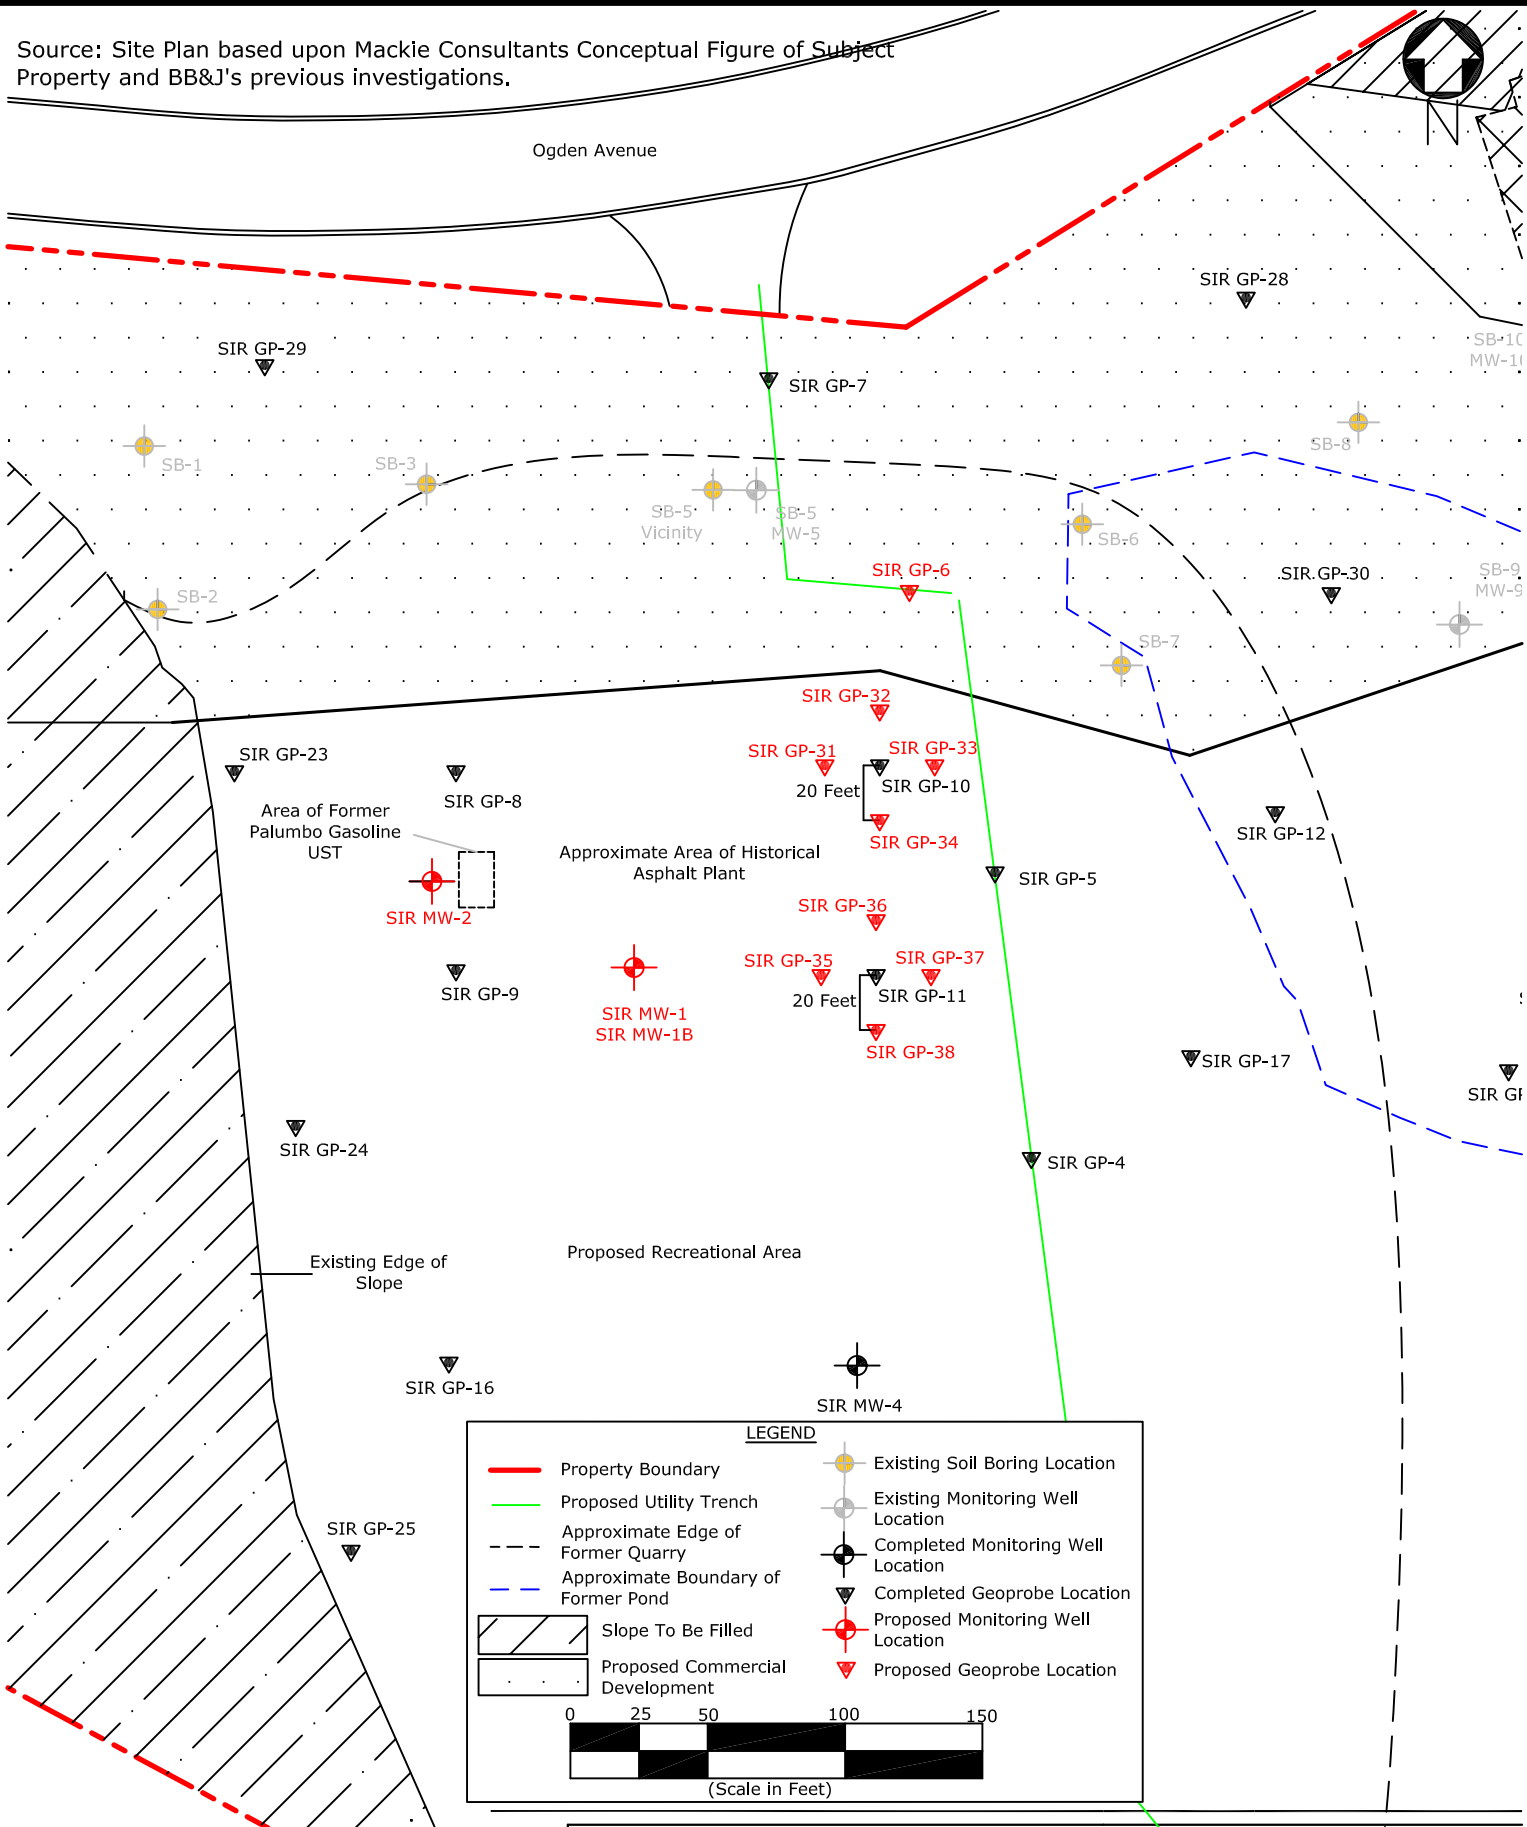 Source: Site Plan based upon Mackie Consultants Conceptual Figure of Subject
Property and BB&J's previous investigations.
N
Ogden Avenue
SIR GP-28
SIR GP-29
SB-10
MW-10
SIR GP-7
SB-8
SB-1
SB-3
SB-5
Vicinity
SB-5
MW-5
SB-6
SIR GP-6
SIR GP-30
SB-9
MW-9
SB-2
SB-7
SIR GP-32
SIR GP-31
SIR GP-33
SIR GP-23
20 Feet
SIR GP-10
SIR GP-8
Area of Former
Palumbo Gasoline
UST
SIR GP-12
SIR GP-34
Approximate Area of Historical
Asphalt Plant
SIR GP-5
SIR GP-36
SIR MW-2
SIR GP-35
SIR GP-37
SIR GP-9
20 Feet
SIR GP-11
SIR MW-1
SIR MW-1B
SIR GP-38
SIR GP-17
SIR GP
SIR GP-24
SIR GP-4
Proposed Recreational Area
Existing Edge of
Slope
SIR GP-16
SIR MW-4
SIR GP-25
LEGEND
Property Boundary
Proposed Utility Trench
Approximate Edge of
Former Quarry
Approximate Boundary of
Former Pond
Slope To Be Filled
Proposed Commercial
Development
Existing Soil Boring Location
Existing Monitoring Well
Location
Completed Monitoring Well
Location
Completed Geoprobe Location
Proposed Monitoring Well
Location
Proposed Geoprobe Location
0 25 50 100 150
(Scale in Feet)